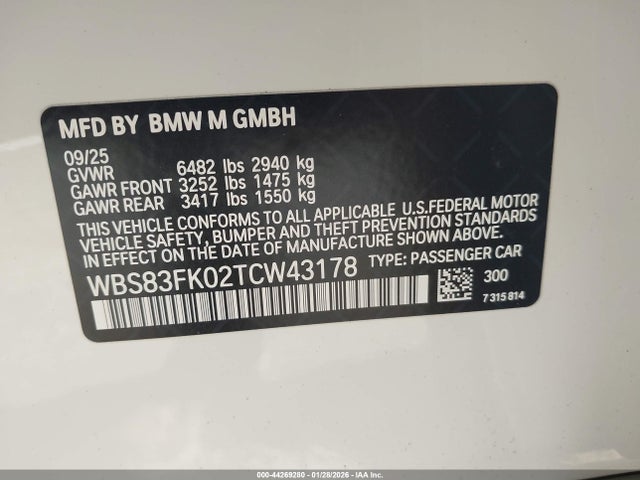 MFD BY BMW M GMBH
09/25
GVWR 6482 lbs 2940 kg
GAWR FRONT 3252 lbs 1475 kg
GAWR REAR 3417 lbs 1550 kg
THIS VEHICLE CONFORMS TO ALL APPLICABLE U.S.FEDERAL MOTOR
VEHICLE SAFETY, BUMPER AND THEFT PREVENTION STANDARDS
IN EFFECT ON THE DATE OF MANUFACTURE SHOWN ABOVE.
WBS83FK02TCW43178 TYPE: PASSENGER CAR
300
7 315 814
000-44269280 - 01/28/2026 - IAA Inc.